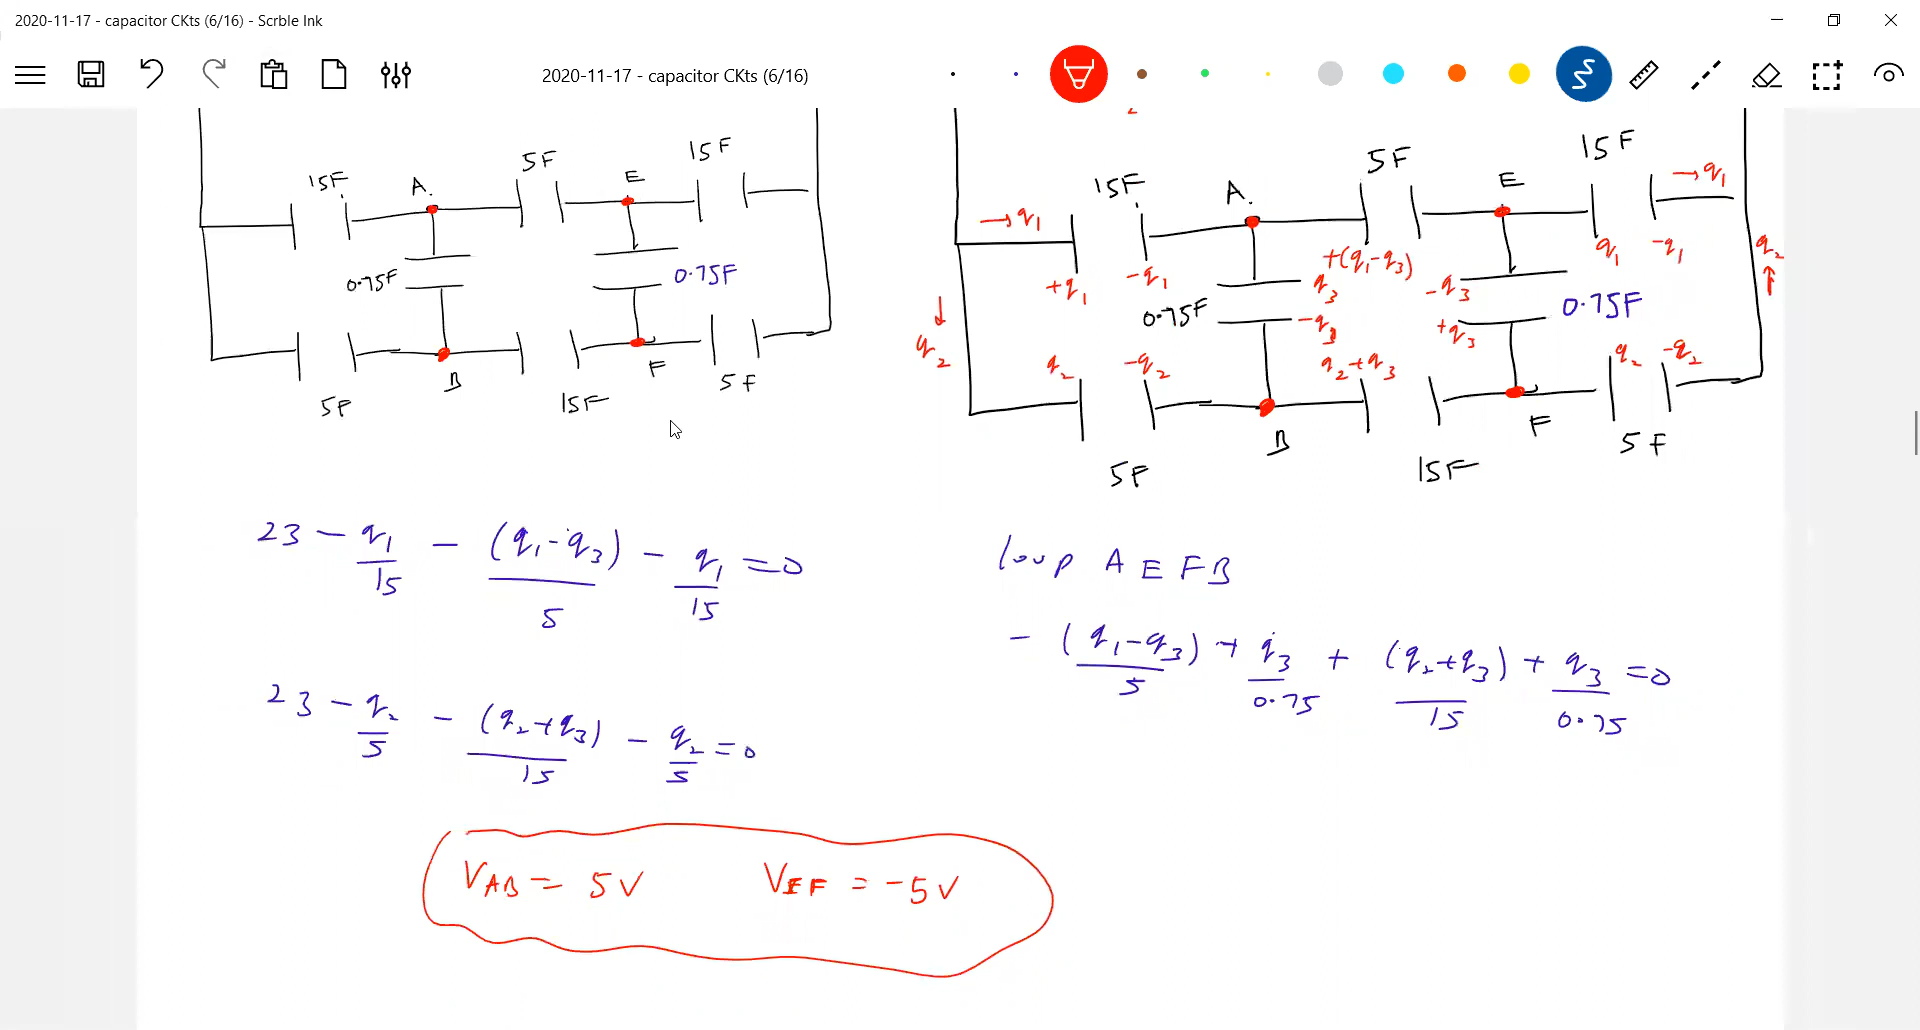 2020-11-17 - capacitor CKts (6/16) - Scrble Ink
2020-11-17 - capacitor CKts (6/16)
15F A. 5F E 15F
0.75F 0.75F
5F B 15F F 5F
15F A. 5F E 15F
→q₁ →q₁
+q₁ -q₁ +(q₁-q₃) q₁ -q₁ q₂
0.75F q₃ -q₃ 0.75F
-q₃ +q₃
↓ ↑
q₂ q₂ -q₂ q₂+q₃ q₂ -q₂
5F B 15F F 5F
23 - q₁/15 - (q₁-q₃)/5 - q₁/15 = 0
loop A E F B
- (q₁-q₃)/5 + q₃/0.75 + (q₂+q₃)/15 + q₃/0.75 = 0
23 - q₂/5 - (q₂+q₃)/15 - q₂/5 = 0
V_AB = 5V V_EF = -5V